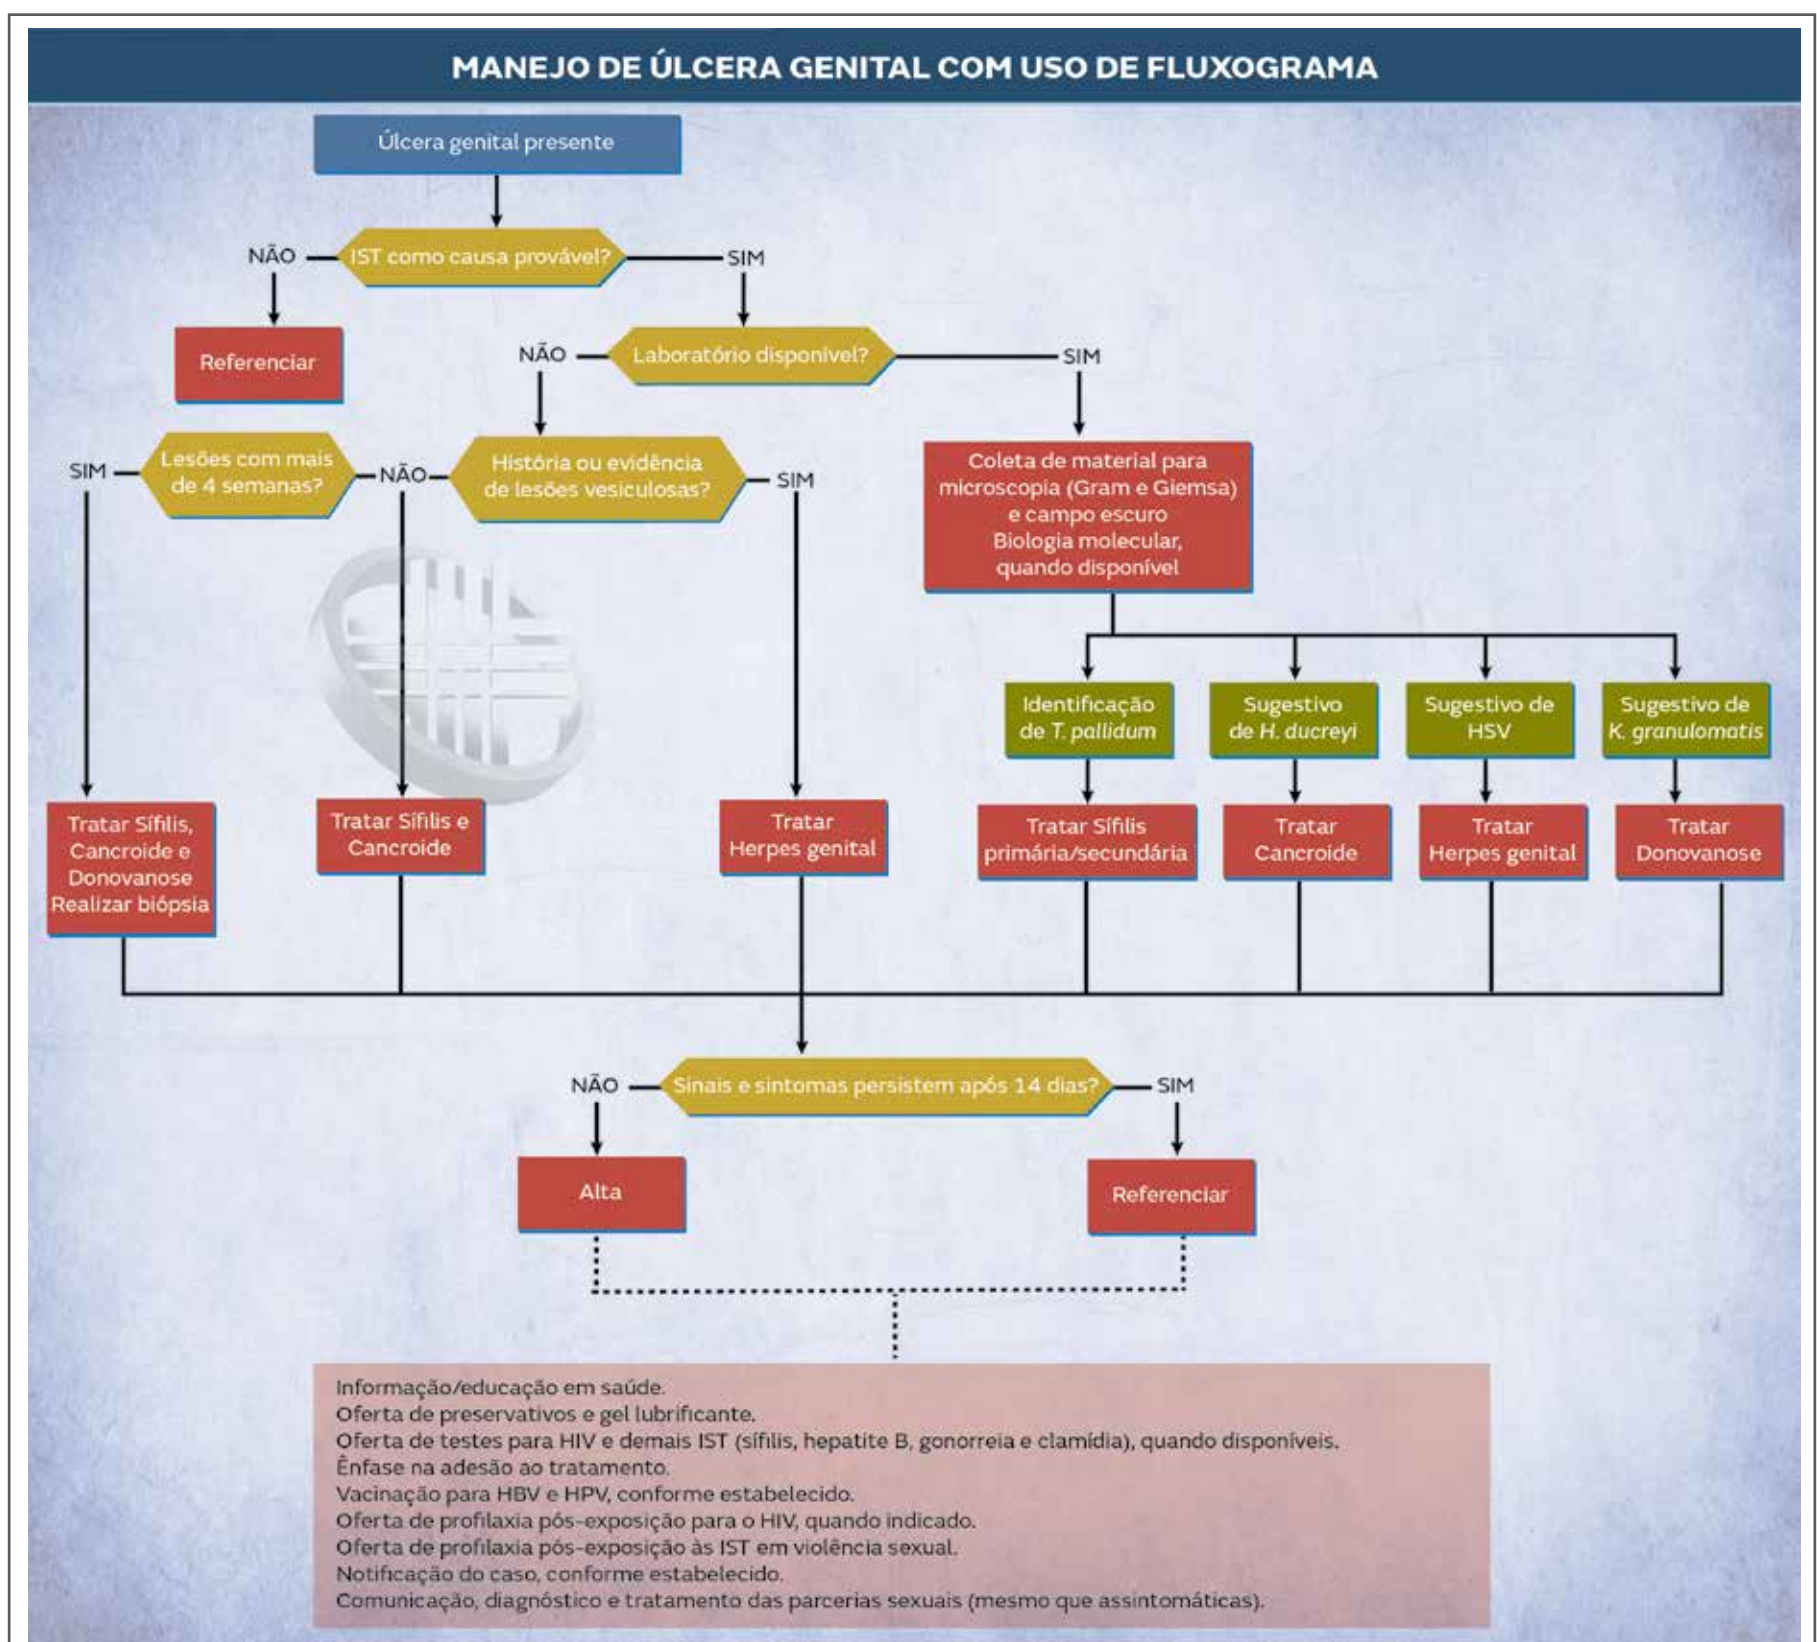 MANEJO DE ÚLCERA GENITAL COM USO DE FLUXOGRAMA
Úlcera genital presente
NÃO
IST como causa provável?
SIM
Referenciar
NÃO
Laboratório disponível?
SIM
SIM
Lesões com mais
de 4 semanas?
NÃO
História ou evidência
de lesões vesiculosas?
SIM
Coleta de material para
microscopia (Gram e Giemsa)
e campo escuro
Biologia molecular,
quando disponível
Identificação
de T. pallidum
Sugestivo
de H. ducreyi
Sugestivo de
HSV
Sugestivo de
K. granulomatis
Tratar Sífilis,
Cancroide e
Donovanose
Realizar biópsia
Tratar Sífilis e
Cancroide
Tratar
Herpes genital
Tratar Sífilis
primária/secundária
Tratar
Cancroide
Tratar
Herpes genital
Tratar
Donovanose
NÃO
Sinais e sintomas persistem após 14 dias?
SIM
Alta
Referenciar
Informação/educação em saúde.
Oferta de preservativos e gel lubrificante.
Oferta de testes para HIV e demais IST (sífilis, hepatite B, gonorreia e clamídia), quando disponíveis.
Ênfase na adesão ao tratamento.
Vacinação para HBV e HPV, conforme estabelecido.
Oferta de profilaxia pós-exposição para o HIV, quando indicado.
Oferta de profilaxia pós-exposição às IST em violência sexual.
Notificação do caso, conforme estabelecido.
Comunicação, diagnóstico e tratamento das parcerias sexuais (mesmo que assintomáticas).